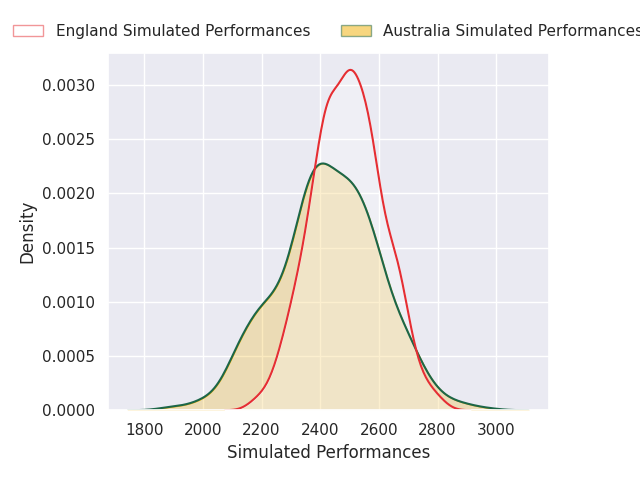 England Simulated Performances
Australia Simulated Performances
0.0030
0.0025
0.0020
0.0015
0.0010
0.0005
0.0000
Density
1800 2000 2200 2400 2600 2800 3000
Simulated Performances